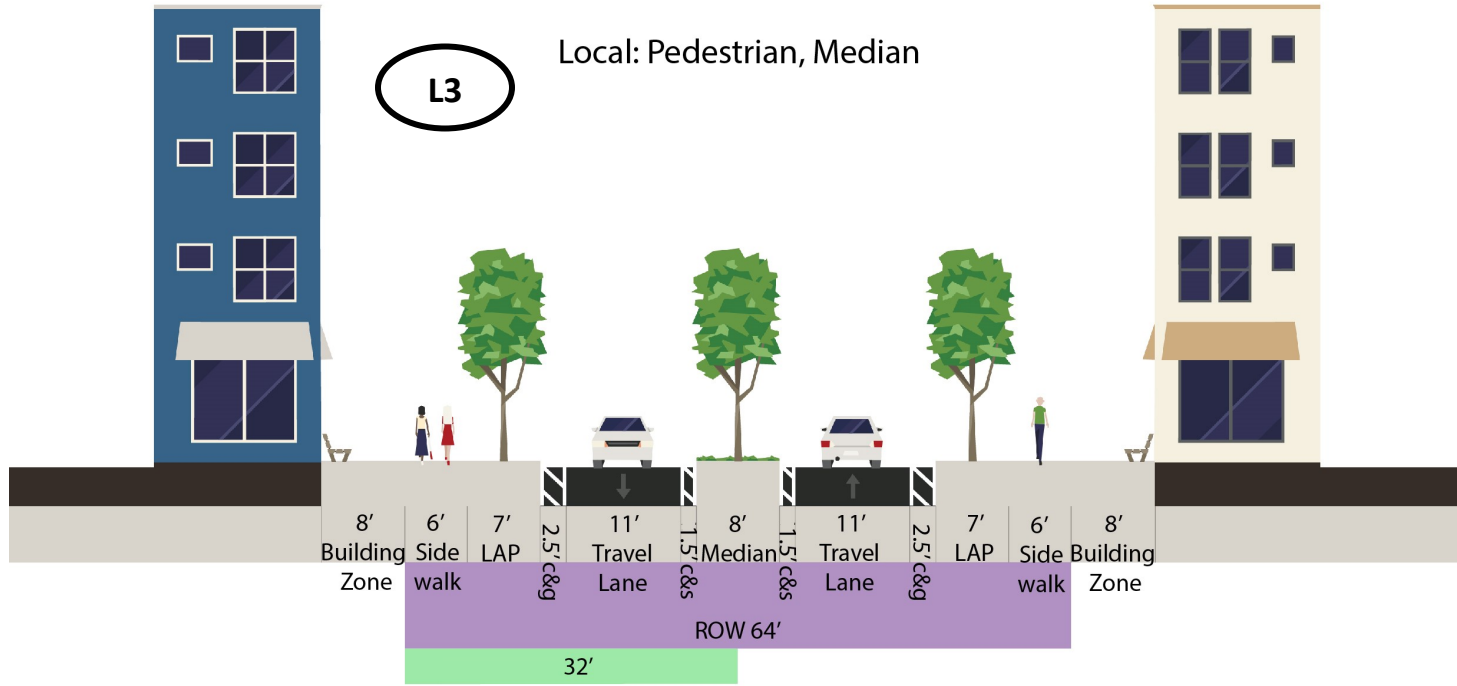 Local: Pedestrian, Median
L3
8’
Building
Zone
6’
Side
walk
7’
LAP
2.5’ c&g
11’
Travel
Lane
1.5’ c&s
8’
Median
1.5’ c&s
11’
Travel
Lane
2.5’ c&g
7’
LAP
6’
Side
walk
8’
Building
Zone
ROW 64’
32’